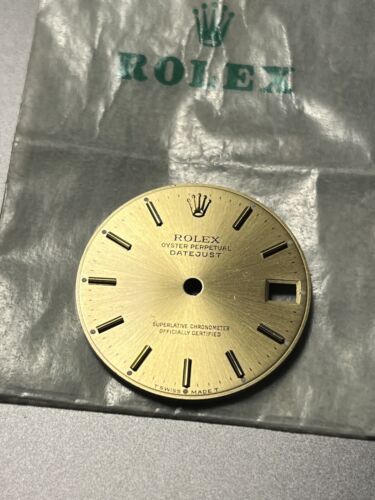 ROLEX
ROLEX
OYSTER PERPETUAL
DATEJUST
SUPERLATIVE CHRONOMETER
OFFICIALLY CERTIFIED
T SWISS MADE T